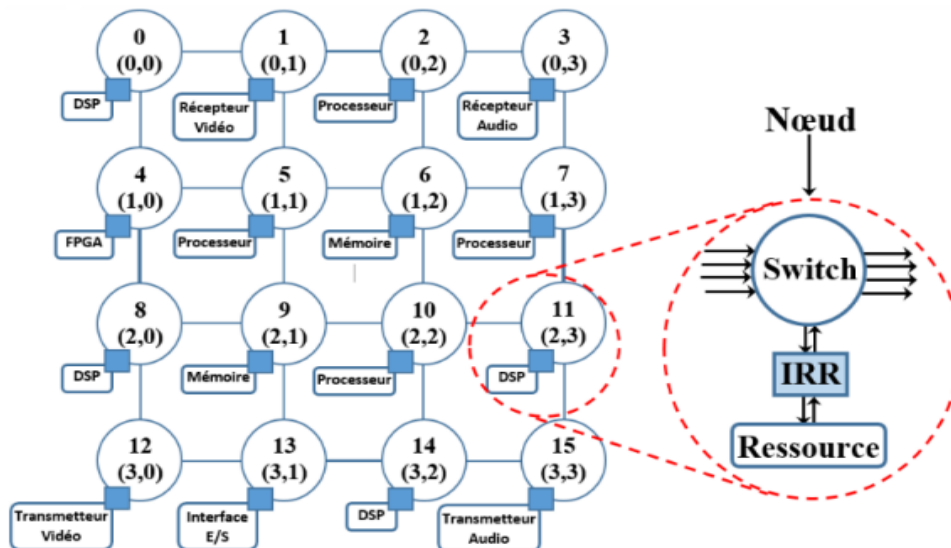 0
(0,0)
DSP
1
(0,1)
Récepteur
Vidéo
2
(0,2)
Processeur
3
(0,3)
Récepteur
Audio
4
(1,0)
FPGA
5
(1,1)
Processeur
6
(1,2)
Mémoire
7
(1,3)
Processeur
8
(2,0)
DSP
9
(2,1)
Mémoire
10
(2,2)
Processeur
11
(2,3)
DSP
12
(3,0)
Transmetteur
Vidéo
13
(3,1)
Interface
E/S
14
(3,2)
DSP
15
(3,3)
Transmetteur
Audio
Nœud
Switch
IRR
Ressource